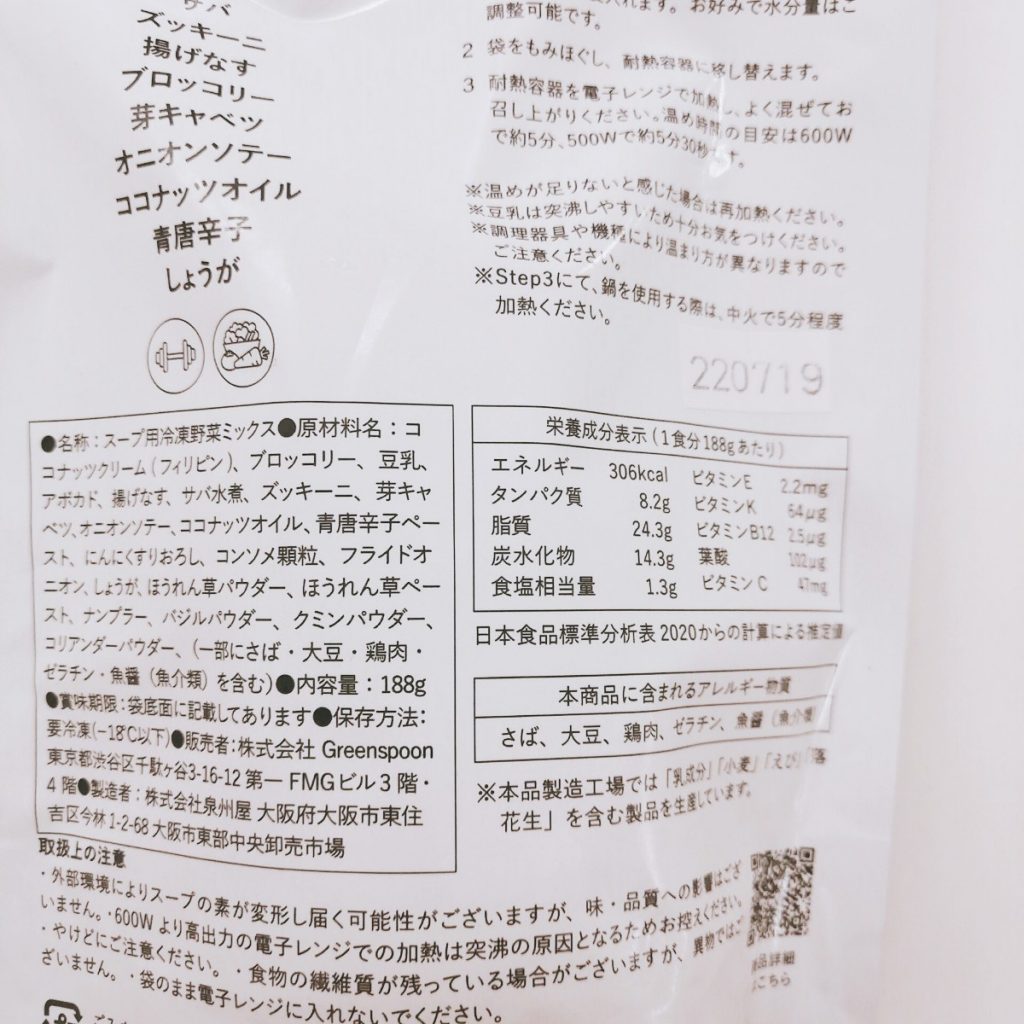 サバ
ズッキーニ
揚げなす
ブロッコリー
芽キャベツ
オニオンソテー
ココナッツオイル
青唐辛子
しょうが
れます。お好みで水分量はご
調整可能です。
2 袋をもみほぐし、耐熱容器に移し替えます。
3 耐熱容器を電子レンジで加熱し、よく混ぜてお
召し上がりください。温め時間の目安は600W
で約5分、500Wで約5分30秒です。
※温めが足りないと感じた場合は再加熱ください。
※豆乳は突沸しやすいため十分お気をつけください。
※調理器具や機種により温まり方が異なりますので
ご注意ください。
※Step3にて、鍋を使用する際は、中火で5分程度
加熱ください。
220719
●名称：スープ用冷凍野菜ミックス●原材料名：コ
コナッツクリーム(フィリピン)、ブロッコリー、豆乳、
アボカド、揚げなす、サバ水煮、ズッキーニ、芽キャ
ベツ、オニオンソテー、ココナッツオイル、青唐辛子ペー
スト、にんにくすりおろし、コンソメ顆粒、フライドオ
ニオン、しょうが、ほうれん草パウダー、ほうれん草ペー
スト、ナンプラー、バジルパウダー、クミンパウダー、
コリアンダーパウダー、(一部にさば・大豆・鶏肉・
ゼラチン・魚醤（魚介類）を含む)●内容量：188g
●賞味期限：袋底面に記載してあります●保存方法：
要冷凍(−18℃以下)●販売者：株式会社 Greenspoon
東京都渋谷区千駄ヶ谷3-16-12 第一 FMGビル3階・
4階●製造者：株式会社泉州屋 大阪府大阪市東住
吉区今林1-2-68 大阪市東部中央卸売市場
栄養成分表示（1食分188gあたり）
エネルギー 306kcal ビタミンE 2.2mg
タンパク質 8.2g ビタミンK 64μg
脂質 24.3g ビタミンB12 2.5μg
炭水化物 14.3g 葉酸 102μg
食塩相当量 1.3g ビタミンC 47mg
日本食品標準分析表2020からの計算による推定値
本商品に含まれるアレルギー物質
さば、大豆、鶏肉、ゼラチン、魚醤（魚介類）
※本品製造工場では「乳成分」「小麦」「えび」「落
花生」を含む製品を生産しています。
取扱上の注意
・外部環境によりスープの素が変形し届く可能性がございますが、味・品質への影響はござ
いません。・600Wより高出力の電子レンジでの加熱は突沸の原因となるためお控えください。
・やけどにご注意ください。・食物の繊維質が残っている場合がございますが、異物ではご
ざいません。・袋のまま電子レンジに入れないでください。
商品詳細
はこちら